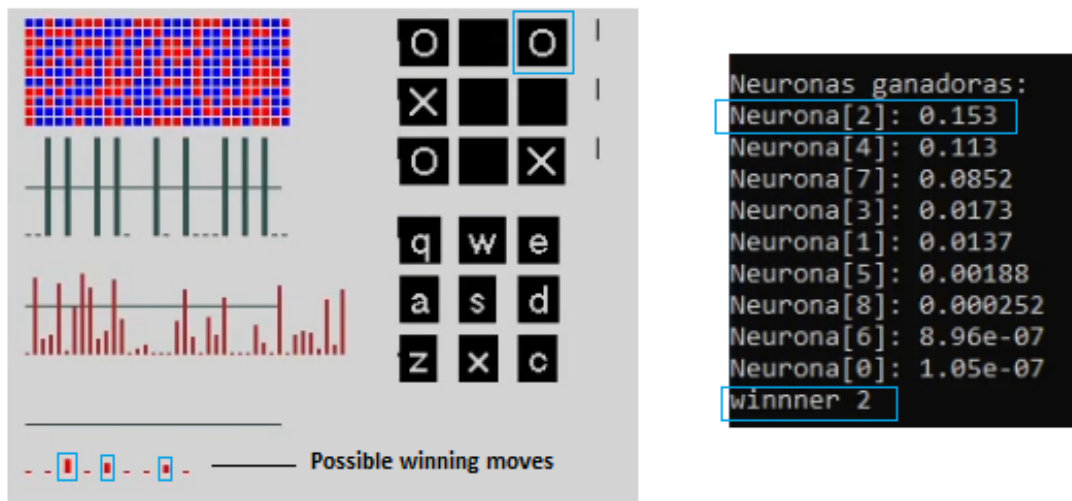 O O
X
O X
q w e
a s d
z x c
Possible winning moves
Neuronas ganadoras:
Neurona[2]: 0.153
Neurona[4]: 0.113
Neurona[7]: 0.0852
Neurona[3]: 0.0173
Neurona[1]: 0.0137
Neurona[5]: 0.00188
Neurona[8]: 0.000252
Neurona[6]: 8.96e-07
Neurona[0]: 1.05e-07
winnner 2